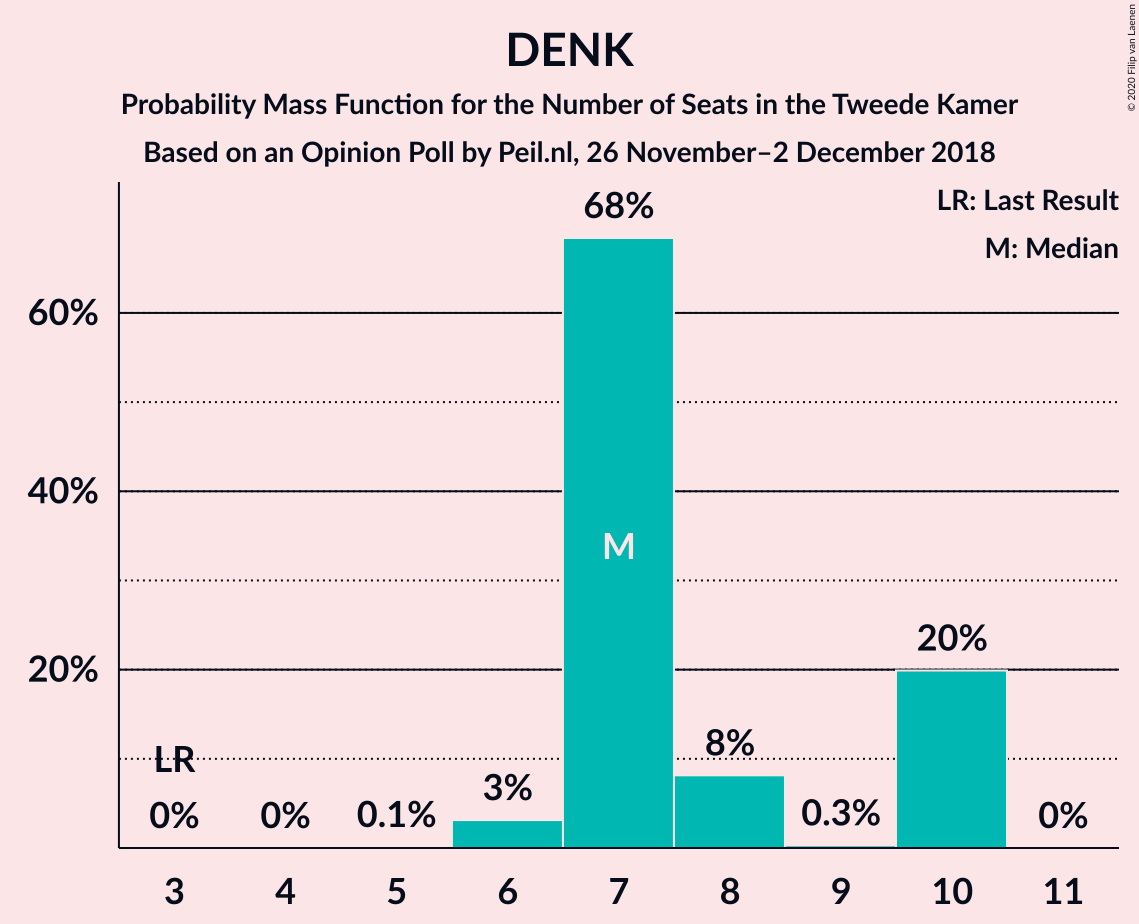 DENK
Probability Mass Function for the Number of Seats in the Tweede Kamer
Based on an Opinion Poll by Peil.nl, 26 November–2 December 2018
© 2020 Filip van Laenen
LR: Last Result
M: Median
60%
40%
20%
68%
M
20%
8%
LR
3%
0%
0%
0.1%
0.3%
0%
3 4 5 6 7 8 9 10 11